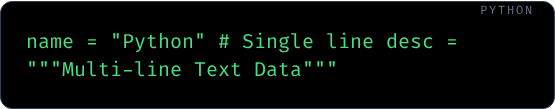 PYTHON
name = "Python" # Single line desc =
"""Multi-line Text Data"""